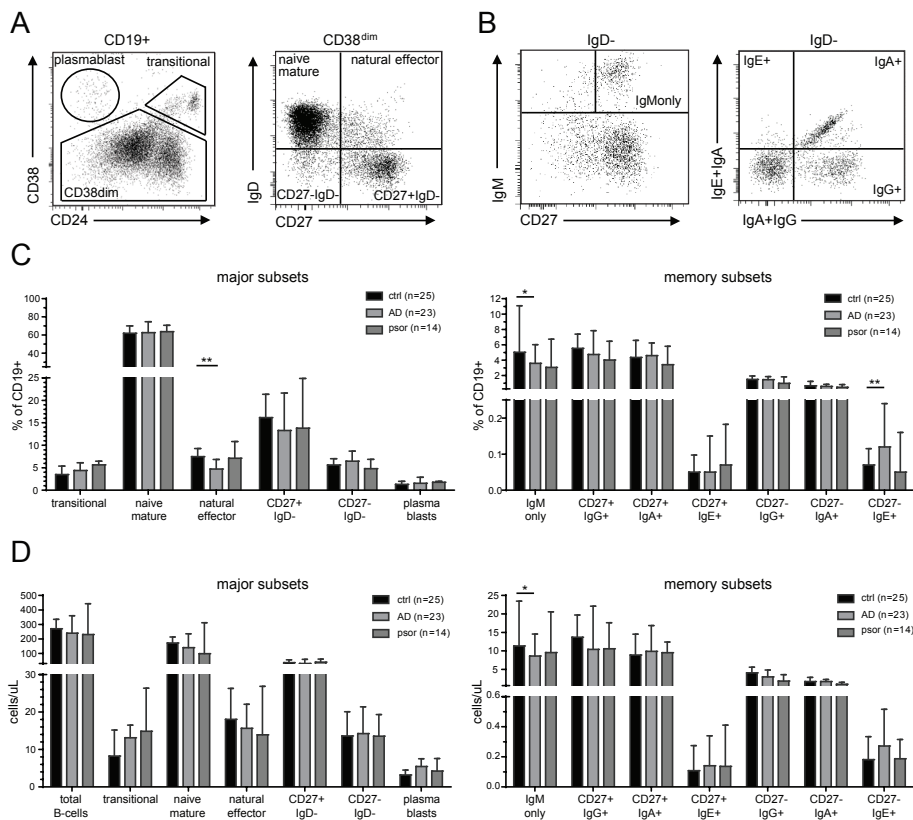 A
B
CD19+
CD38dim
IgD-
IgD-
plasmablast
transitional
CD38dim
CD38
CD24
naive
mature
natural effector
CD27-IgD-
CD27+IgD-
IgD
CD27
IgMonly
IgM
CD27
IgE+
IgA+
IgG+
IgE+IgA
IgA+IgG
C
major subsets
% of CD19+
100
80
60
40
25
20
15
10
5
0
**
ctrl (n=25)
AD (n=23)
psor (n=14)
transitional
naive
mature
natural
effector
CD27+
IgD-
CD27-
IgD-
plasma
blasts
memory subsets
% of CD19+
12
10
8
6
4
2
0.2
0.1
0.0
*
**
ctrl (n=25)
AD (n=23)
psor (n=14)
IgM
only
CD27+
IgG+
CD27+
IgA+
CD27+
IgE+
CD27-
IgG+
CD27-
IgA+
CD27-
IgE+
D
major subsets
cells/uL
500
400
300
200
100
30
20
10
0
ctrl (n=25)
AD (n=23)
psor (n=14)
total
B-cells
transitional
naive
mature
natural
effector
CD27+
IgD-
CD27-
IgD-
plasma
blasts
memory subsets
cells/uL
25
20
15
10
5
0.6
0.4
0.2
0.0
*
ctrl (n=25)
AD (n=23)
psor (n=14)
IgM
only
CD27+
IgG+
CD27+
IgA+
CD27+
IgE+
CD27-
IgG+
CD27-
IgA+
CD27-
IgE+